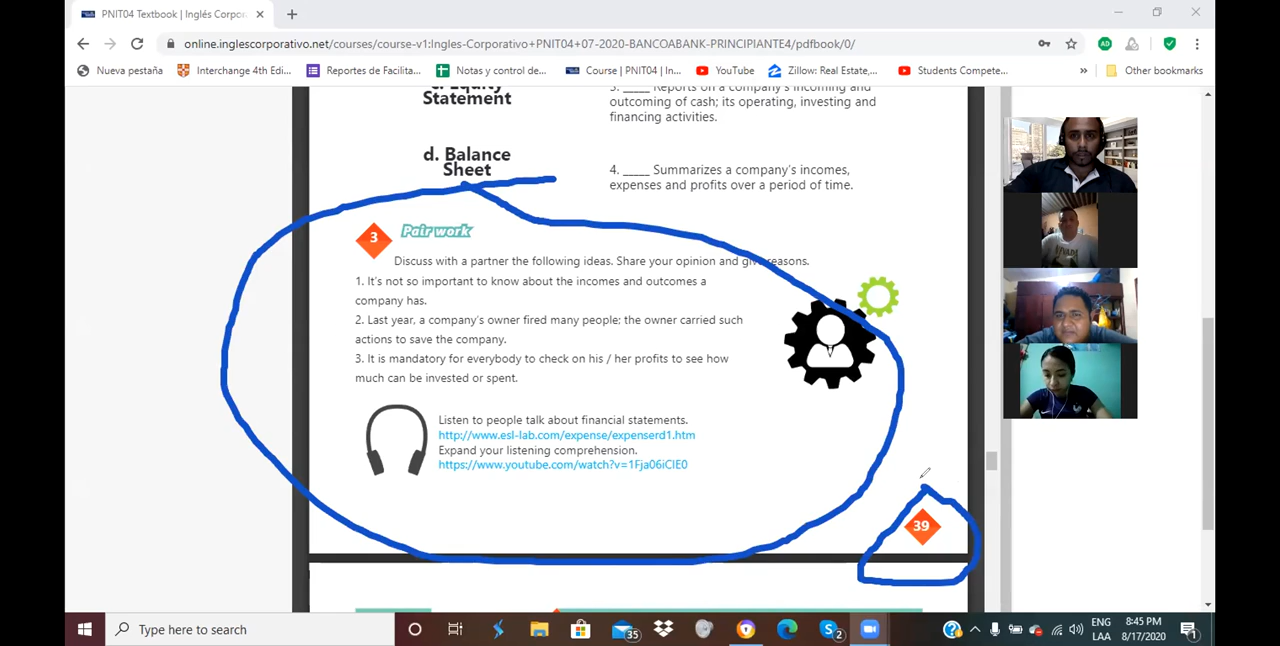 PNIT04 Textbook | Inglés Corpor
online.inglescorporativo.net/courses/course-v1:Ingles-Corporativo+PNIT04+07-2020-BANCOABANK-PRINCIPIANTE4/pdfbook/0/
Nueva pestaña
Interchange 4th Edi...
Reportes de Facilita...
Notas y control de...
Course | PNIT04 | In...
YouTube
Zillow: Real Estate,...
Students Compete...
Other bookmarks
c. Equity
Statement
3. _____ Reports on a company's incoming and
outcoming of cash; its operating, investing and
financing activities.
d. Balance
Sheet
4. _____ Summarizes a company's incomes,
expenses and profits over a period of time.
3
Pair work
Discuss with a partner the following ideas. Share your opinion and give reasons.
1. It's not so important to know about the incomes and outcomes a
company has.
2. Last year, a company's owner fired many people; the owner carried such
actions to save the company.
3. It is mandatory for everybody to check on his / her profits to see how
much can be invested or spent.
Listen to people talk about financial statements.
http://www.esl-lab.com/expense/expenserd1.htm
Expand your listening comprehension.
https://www.youtube.com/watch?v=1Fja06iCIE0
39
Type here to search
35
2
ENG
LAA
8:45 PM
8/17/2020
1